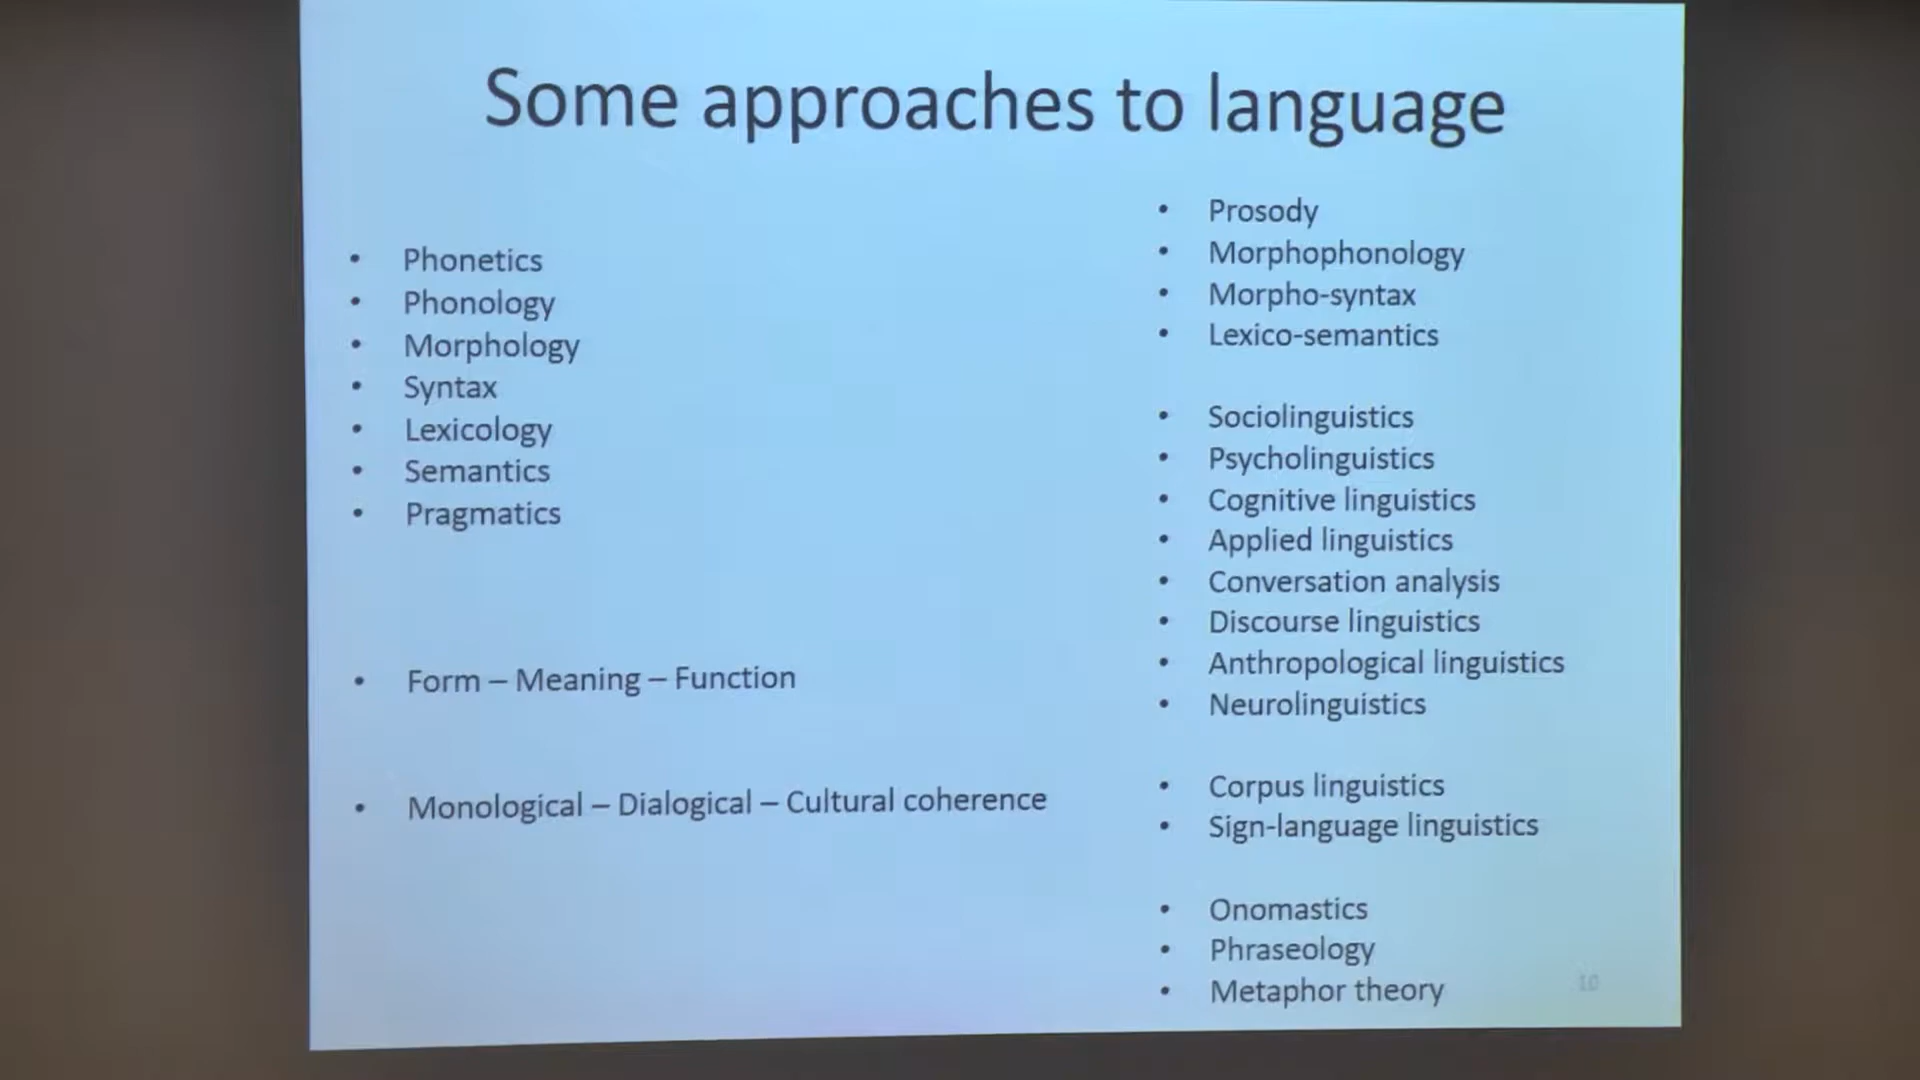 Some approaches to language
• Phonetics
• Phonology
• Morphology
• Syntax
• Lexicology
• Semantics
• Pragmatics
• Form – Meaning – Function
• Monological – Dialogical – Cultural coherence
• Prosody
• Morphophonology
• Morpho-syntax
• Lexico-semantics
• Sociolinguistics
• Psycholinguistics
• Cognitive linguistics
• Applied linguistics
• Conversation analysis
• Discourse linguistics
• Anthropological linguistics
• Neurolinguistics
• Corpus linguistics
• Sign-language linguistics
• Onomastics
• Phraseology
• Metaphor theory
10